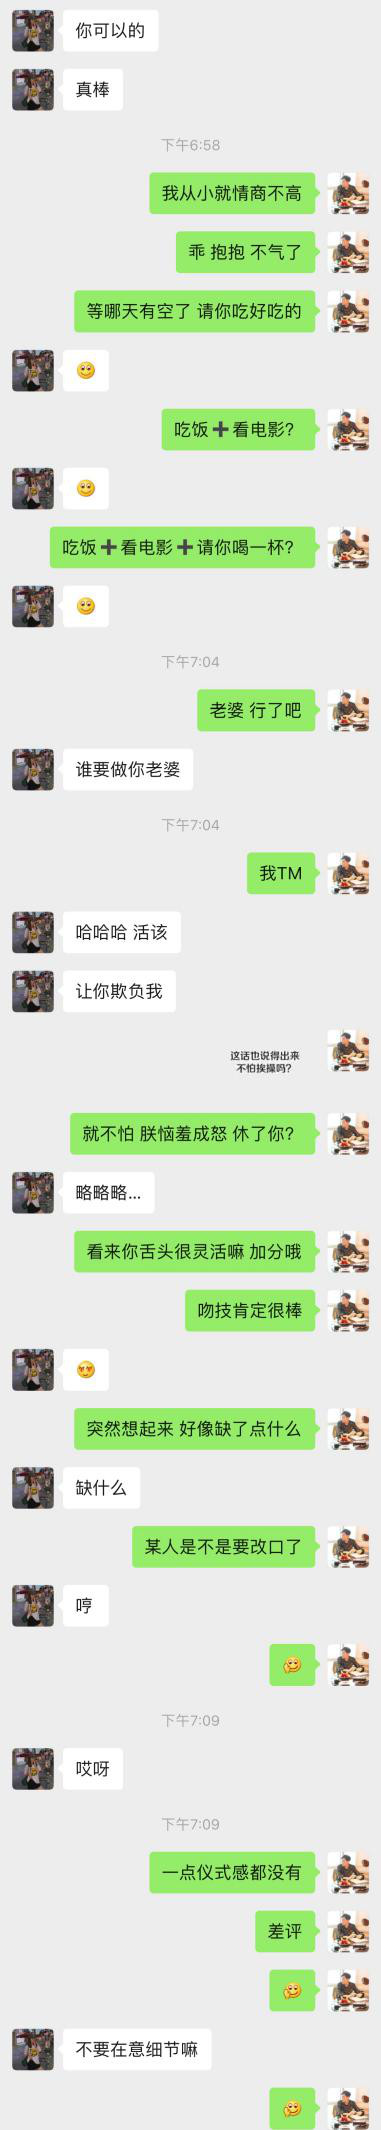 你可以的
真棒
下午6:58
我从小就情商不高
乖 抱抱 不气了
等哪天有空了 请你吃好吃的
吃饭➕看电影？
吃饭➕看电影➕请你喝一杯？
下午7:04
老婆 行了吧
谁要做你老婆
下午7:04
我TM
哈哈哈 活该
让你欺负我
这话也说得出来
不怕挨操吗？
就不怕 朕恼羞成怒 休了你？
略略略...
看来你舌头很灵活嘛 加分哦
吻技肯定很棒
突然想起来 好像缺了点什么
缺什么
某人是不是要改口了
哼
下午7:09
哎呀
下午7:09
一点仪式感都没有
差评
不要在意细节嘛